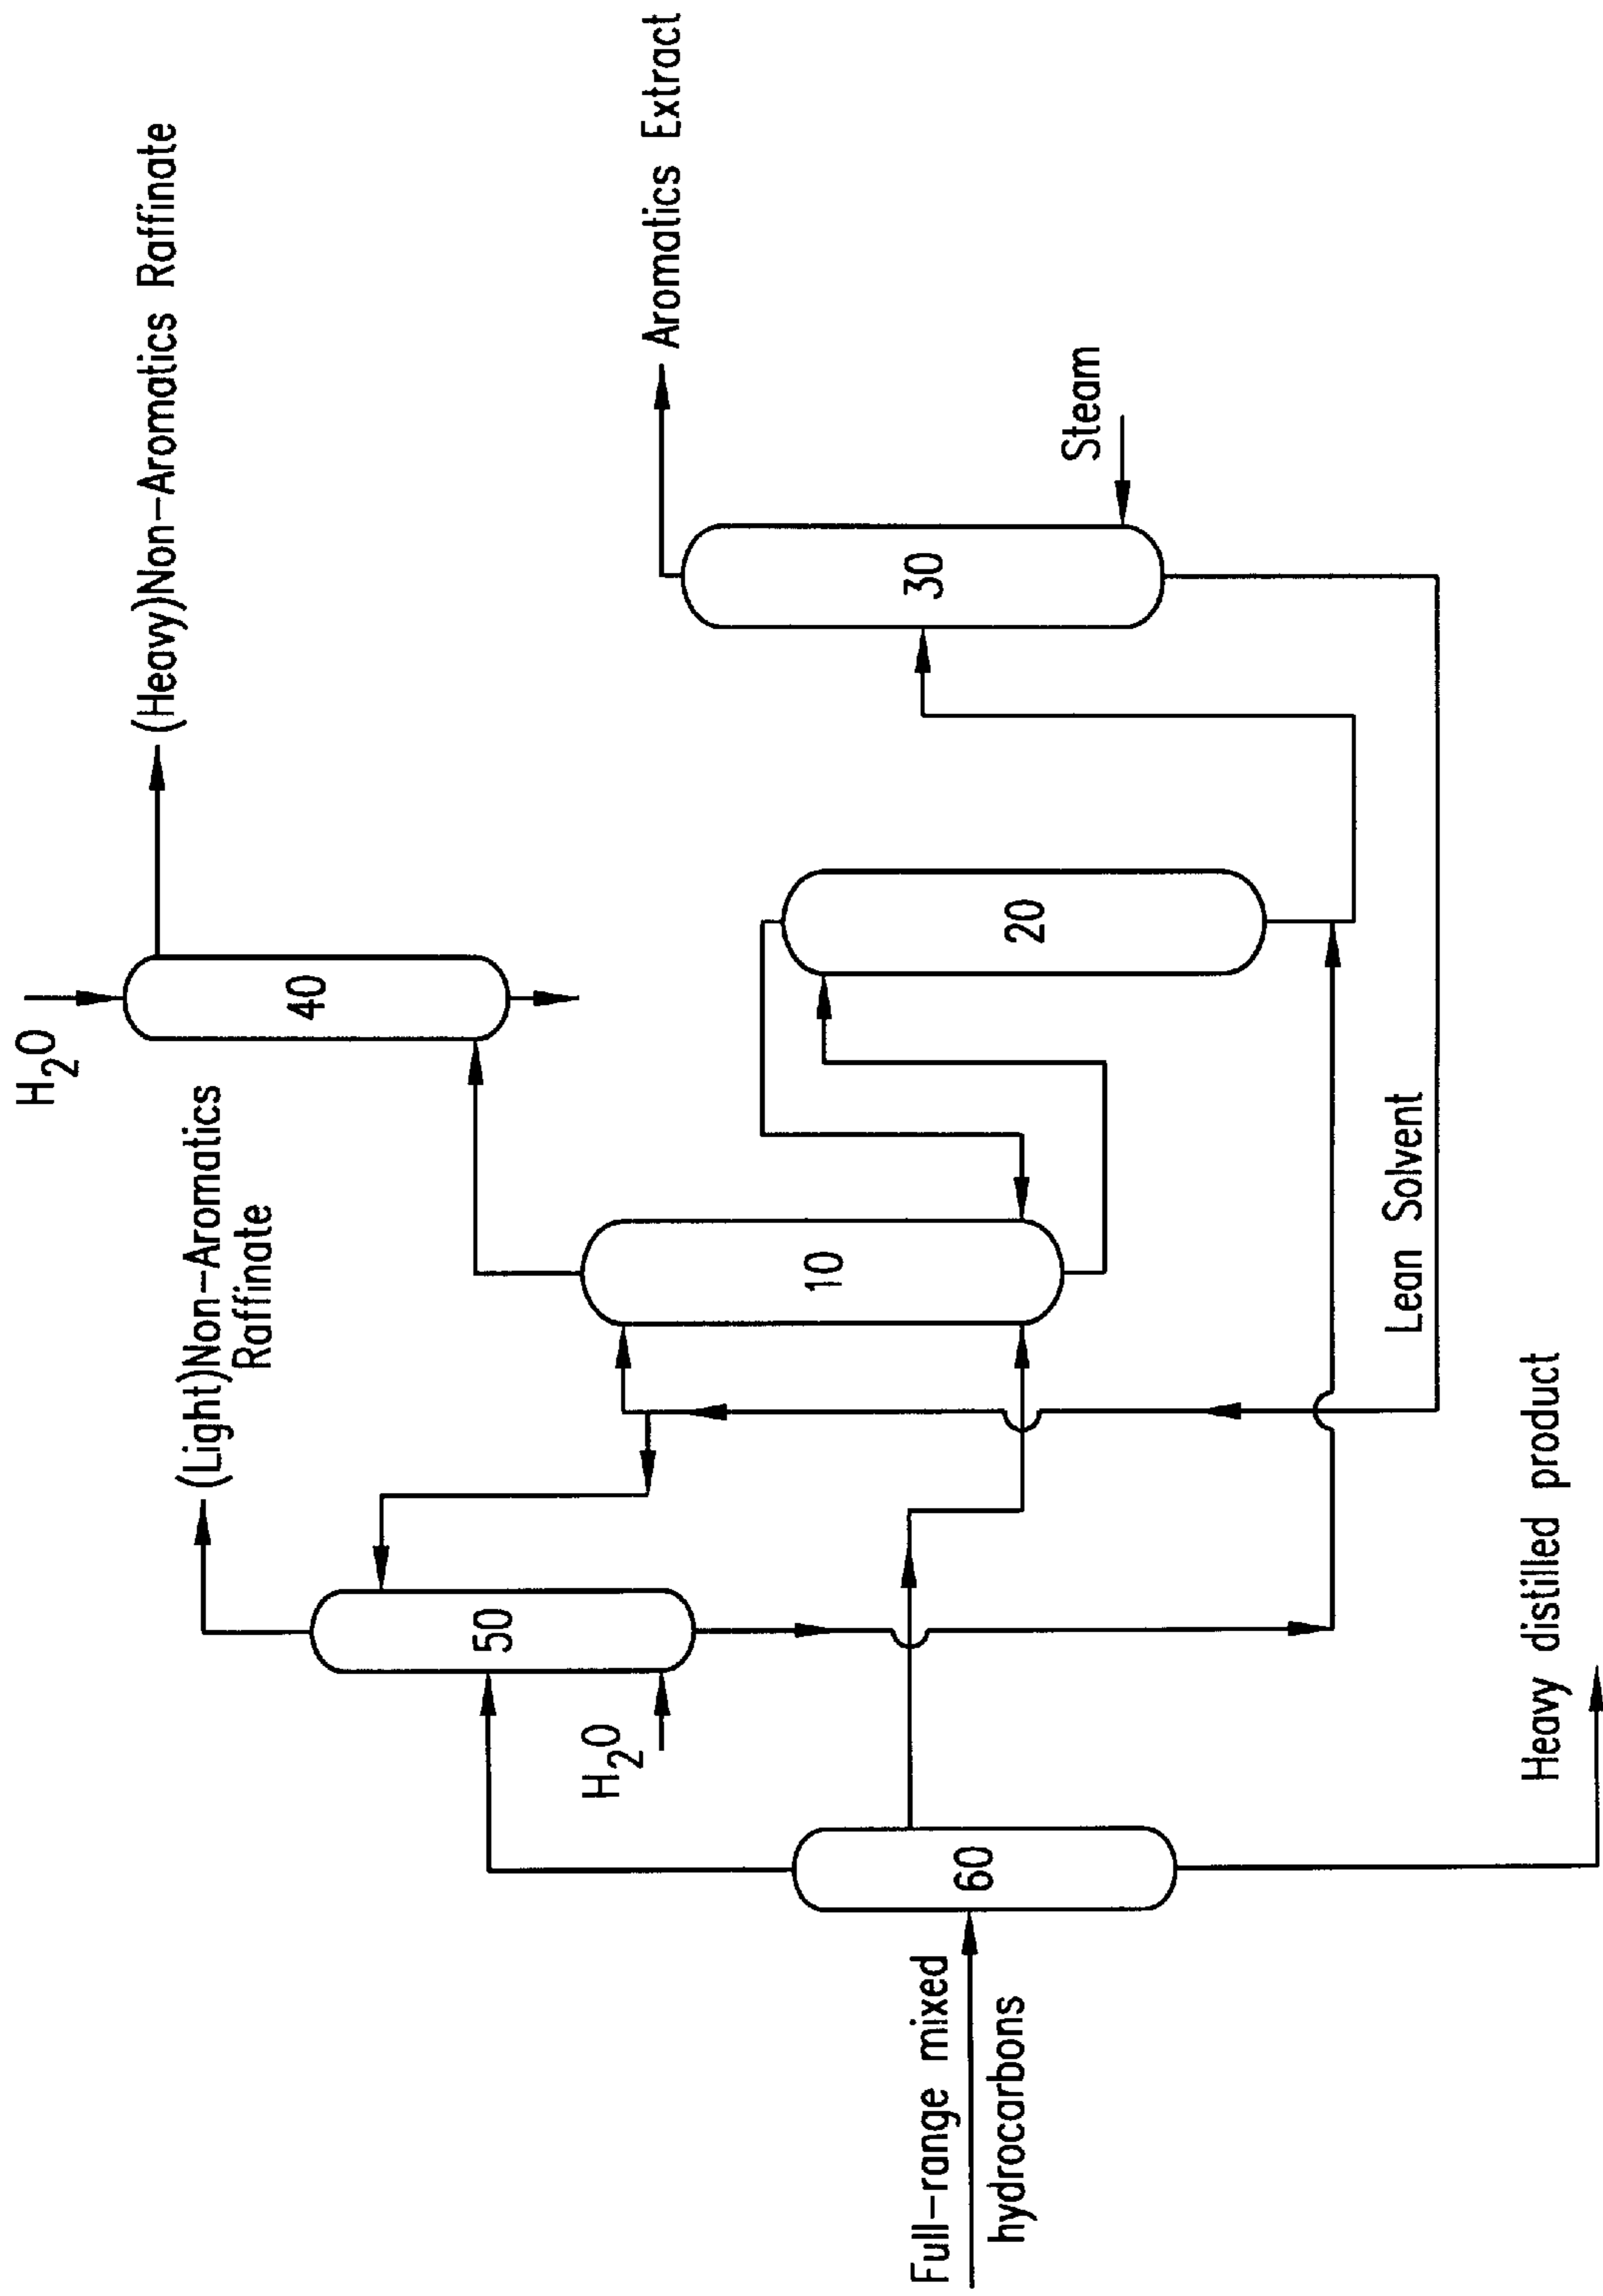 H2O
(Heavy)Non-Aromatics Raffinate
40
(Light)Non-Aromatics
Raffinate
Aromatics Extract
50
10
20
30
Steam
H2O
60
Full-range mixed
hydrocarbons
Lean Solvent
Heavy distilled product